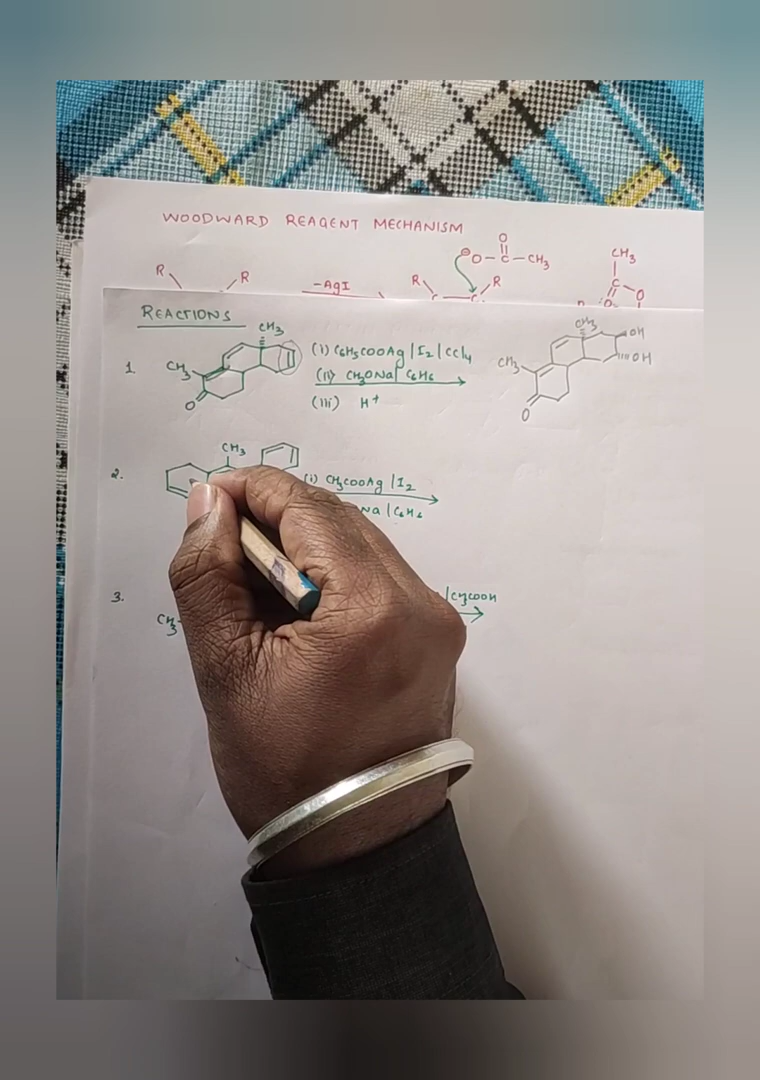 WOODWARD REAGENT MECHANISM
O
⊖O-C-CH3
CH3
R R -AgI R R C O
O
REACTIONS
CH3 CH3 OH
1 CH3 (i) C6H5COOAg | I2 | CCl4 CH3 OH
(ii) CH3ONa | C6H6
O (iii) H+ O
2. CH3 (i) CH3COOAg | I2
Na | C6H6
3. CH3 | CH3COOH